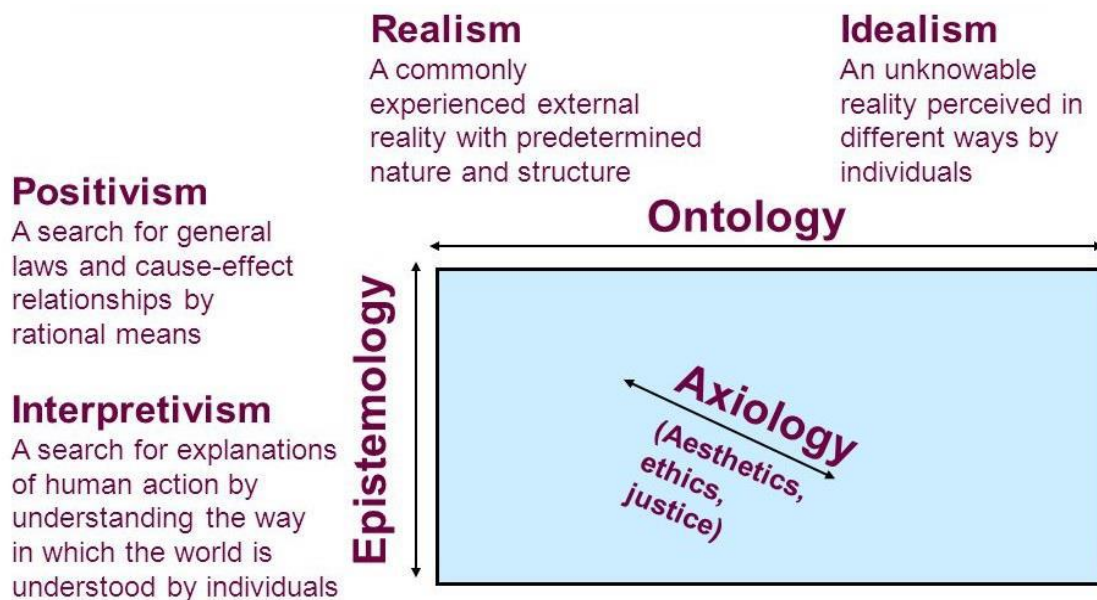 Realism
A commonly
experienced external
reality with predetermined
nature and structure
Idealism
An unknowable
reality perceived in
different ways by
individuals
Positivism
A search for general
laws and cause-effect
relationships by
rational means
Interpretivism
A search for explanations
of human action by
understanding the way
in which the world is
understood by individuals
Ontology
Epistemology
Axiology
(Aesthetics,
ethics,
justice)